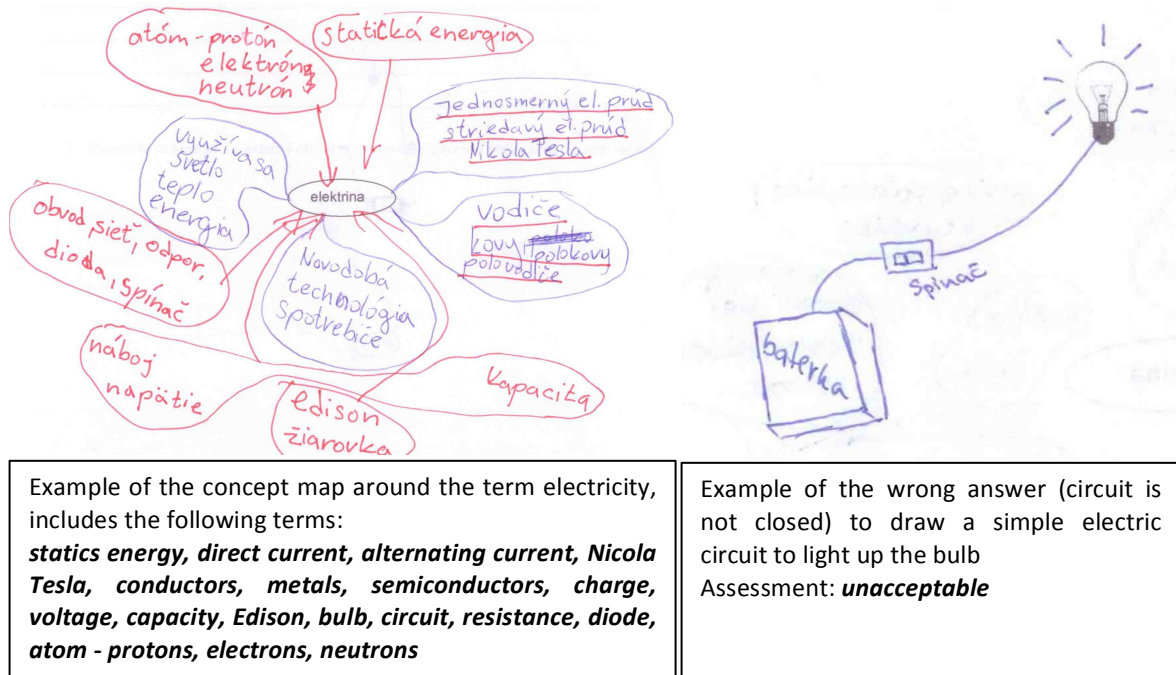 atóm - protón
elektrón
neutrón
statická energia
Jednosmerný el. prúd
striedavý el. prúd
Nikola Tesla
Využíva sa
svetlo
teplo
energia
elektrina
vodiče
kovy polokovy
polovodiče
obvod, sieť, odpor,
dioda, spínač
Novodobá
technológia
Spotrebiče
náboj
napätie
Kapacita
edison
žiarovka
Spínač
baterka
Example of the concept map around the term electricity,
includes the following terms:
statics energy, direct current, alternating current, Nicola
Tesla, conductors, metals, semiconductors, charge,
voltage, capacity, Edison, bulb, circuit, resistance, diode,
atom - protons, electrons, neutrons
Example of the wrong answer (circuit is
not closed) to draw a simple electric
circuit to light up the bulb
Assessment: unacceptable